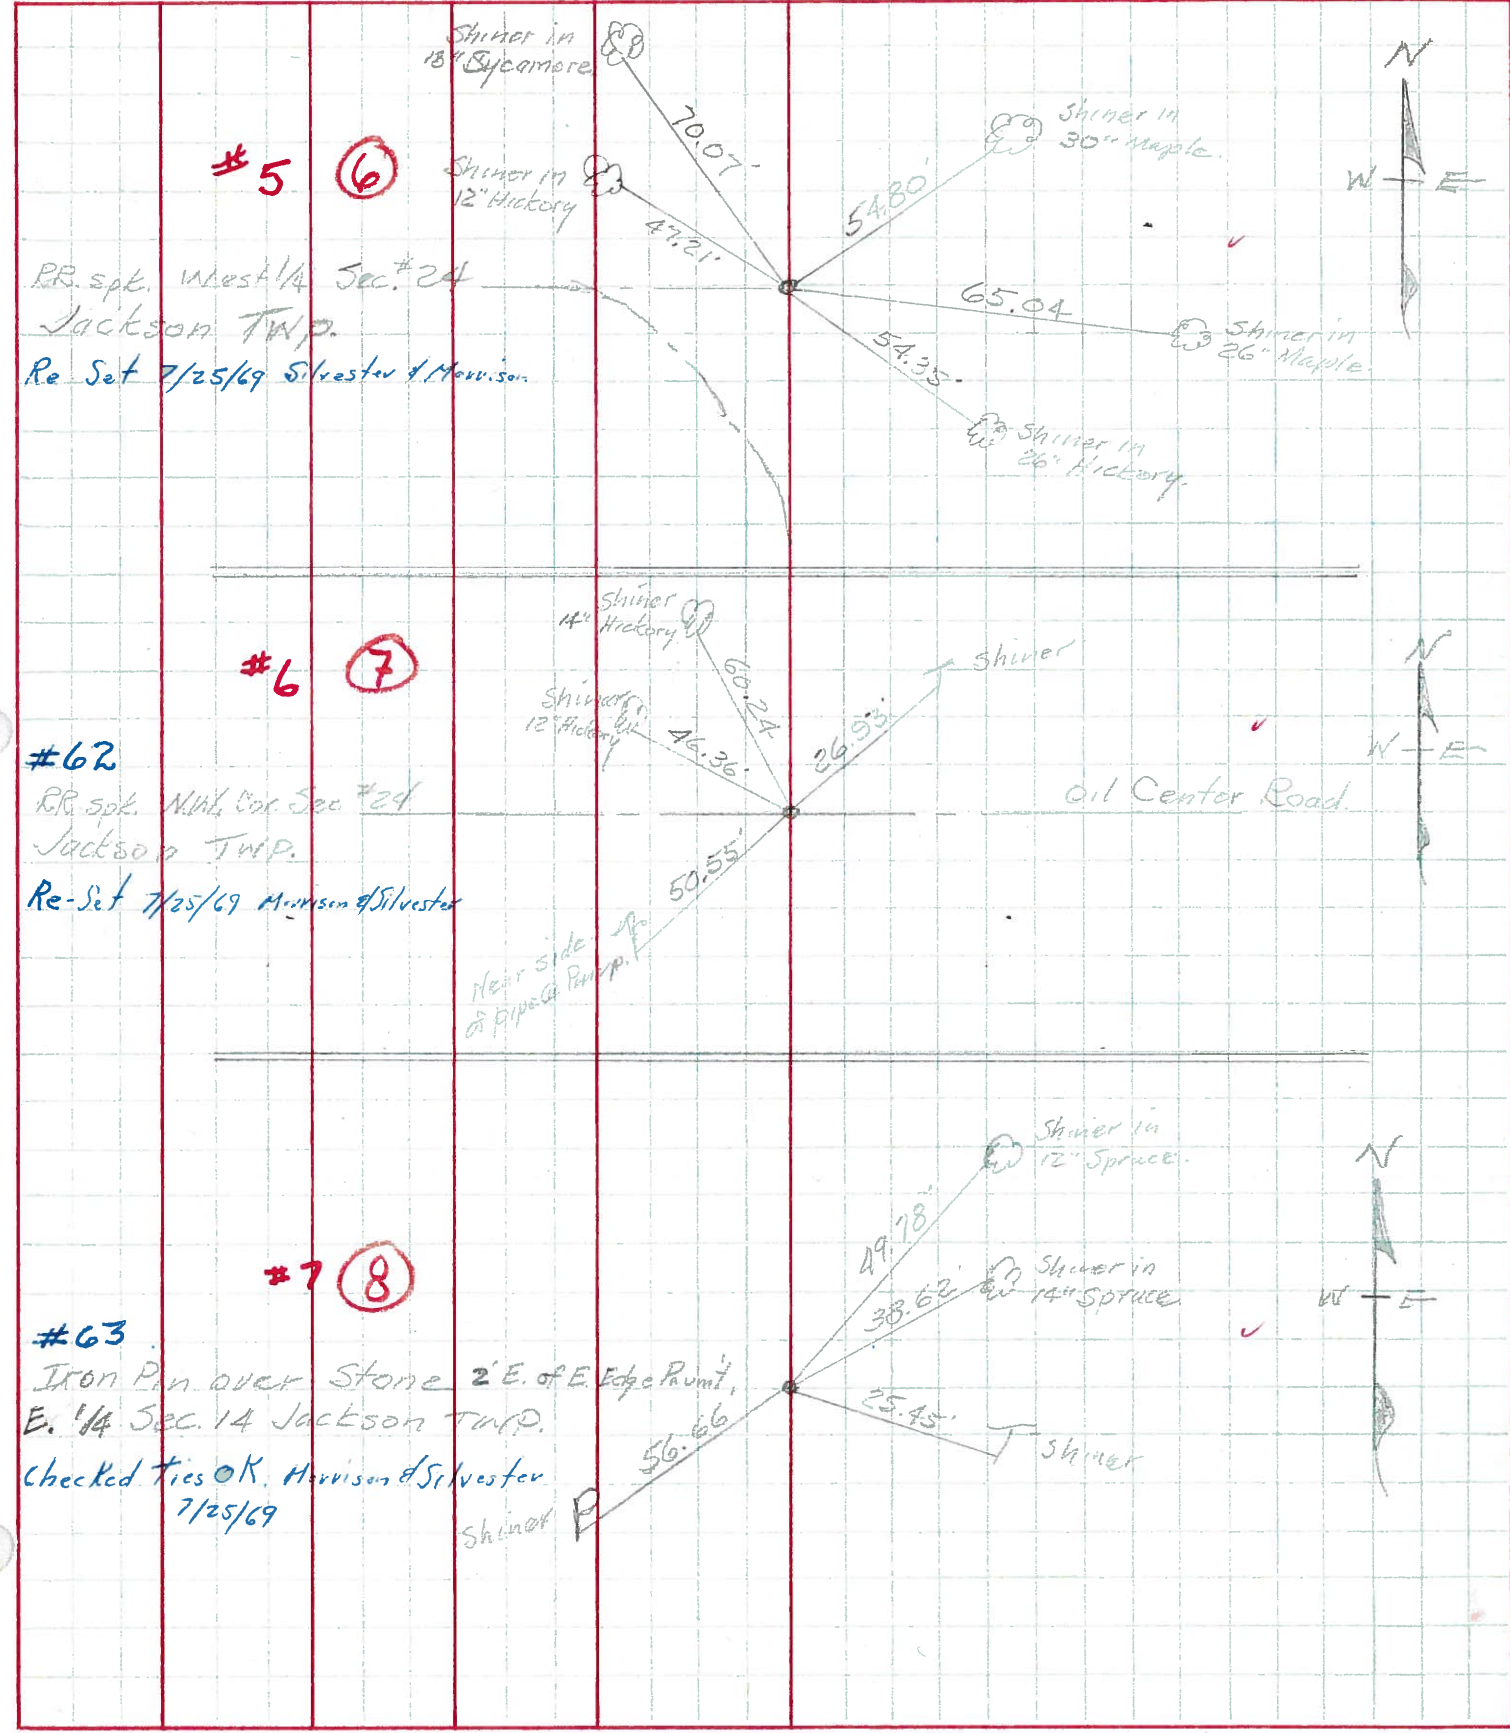 Shiner in
18" Sycamore
N
Shiner in
30" Maple.
70.07'
#5 6
Shiner in
12" Hickory
54.80'
W E
47.21'
RR. spk. West 1/4 Sec. #24
65.04
Jackson Twp.
Shiner in
26" Maple.
54.35'
Re Set 7/25/69 Silvester & Morrison
Shiner in
26" Hickory.
Shiner
14" Hickory
N
#6 7
60.24
Shiner
Shiner
12" Hickory
46.36'
26.93'
W E
#62
RR. spk. N.W. Cor. Sec #24
Oil Center Road.
Jackson Twp.
50.55'
Re-Set 7/25/69 Morrison & Silvester
Near side
of pipe @ Pump.
Shiner in
12" Spruce.
N
49.78'
#7 8
Shiner in
14" Spruce.
38.62'
W E
#63
Iron Pin over Stone 2' E. of E. Edge Pvm't,
E. 1/4 Sec. 14 Jackson Twp.
25.45'
56.66
Shiner
Checked Ties OK. Morrison & Silvester
7/25/69
Shiner